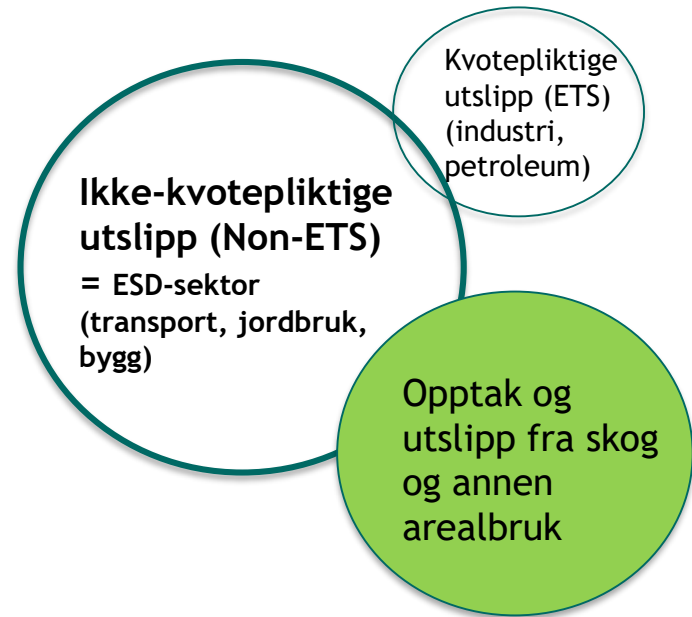 Kvotepliktige
utslipp (ETS)
(industri,
petroleum)
Ikke-kvotepliktige
utslipp (Non-ETS)
= ESD-sektor
(transport, jordbruk,
bygg)
Opptak og
utslipp fra skog
og annen
arealbruk